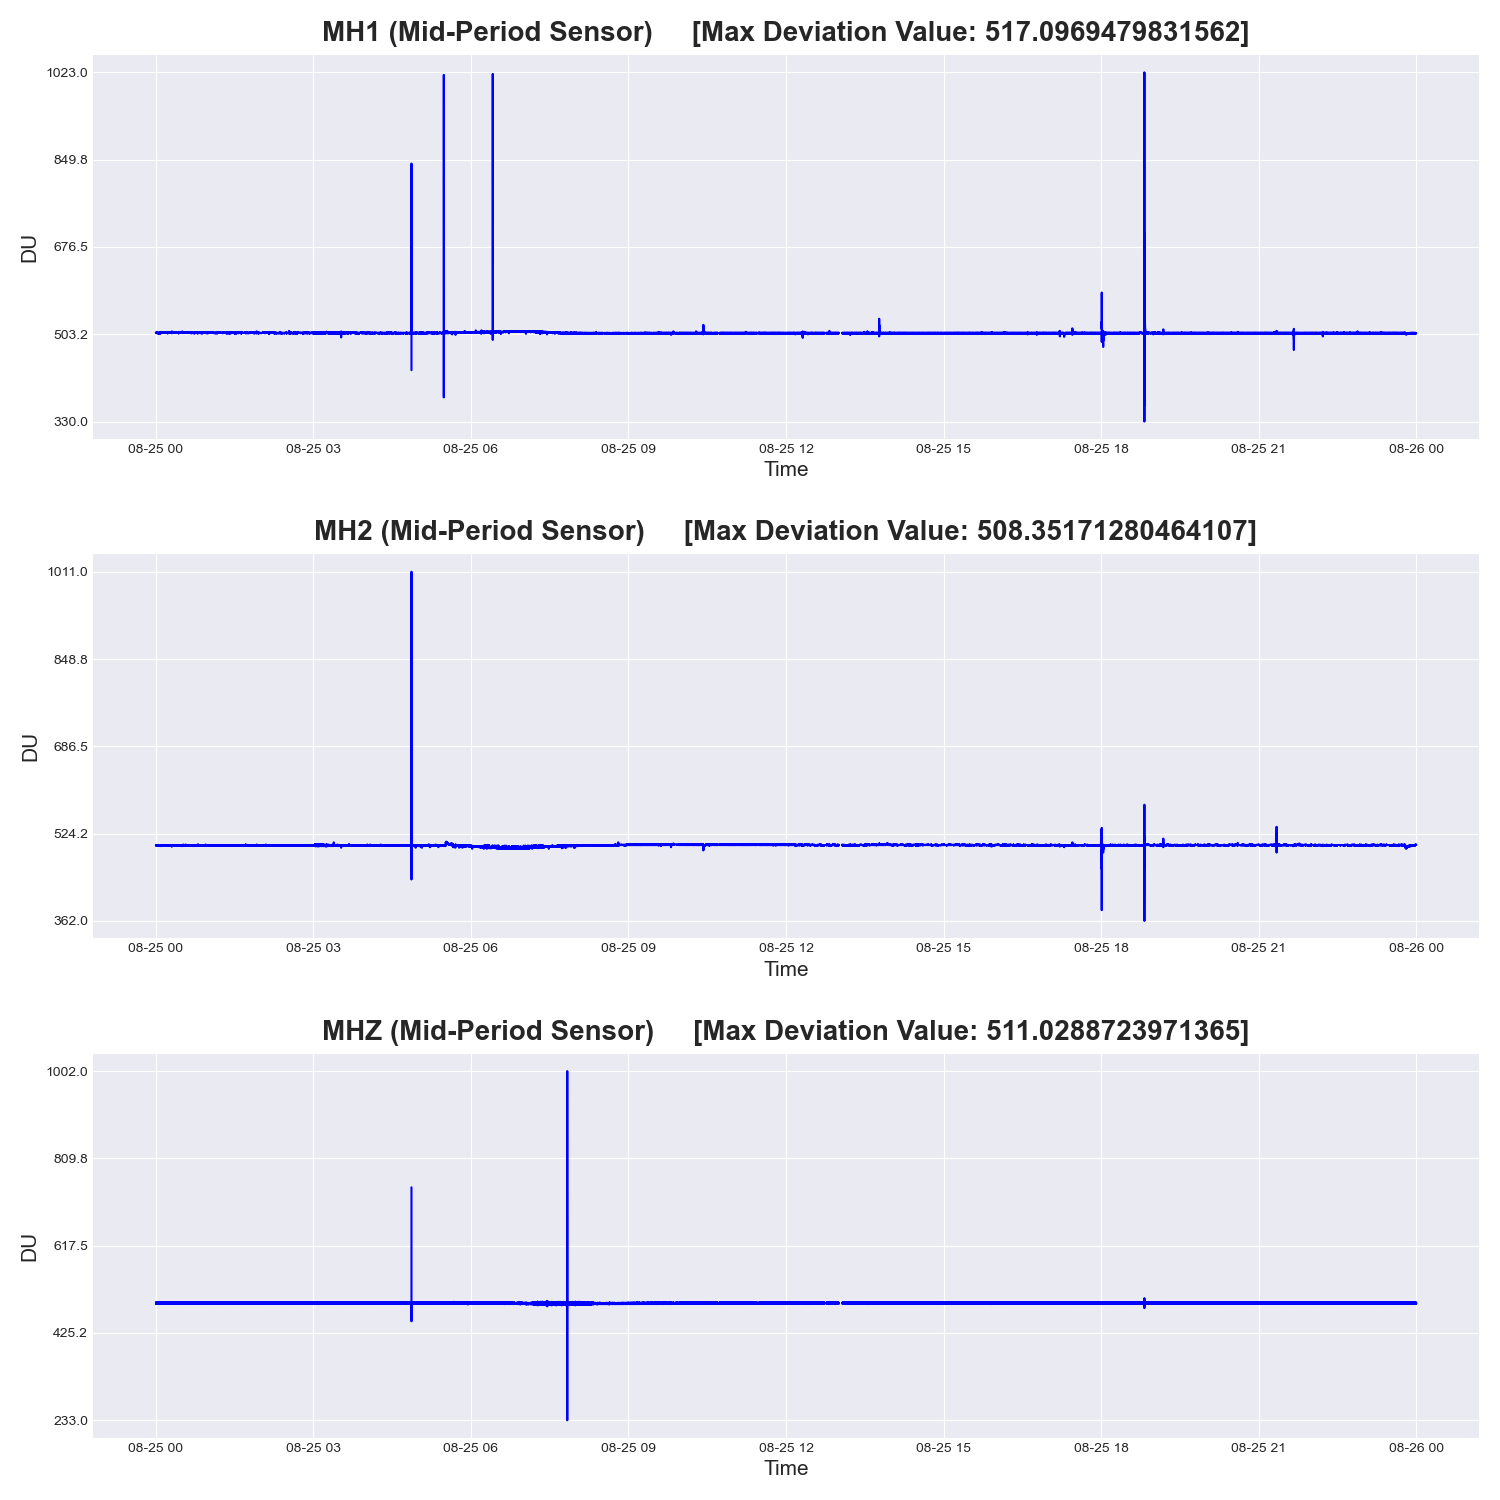 MH1 (Mid-Period Sensor) [Max Deviation Value: 517.0969479831562]
1023.0
849.8
676.5
503.2
330.0
DU
08-25 00 08-25 03 08-25 06 08-25 09 08-25 12 08-25 15 08-25 18 08-25 21 08-26 00
Time
MH2 (Mid-Period Sensor) [Max Deviation Value: 508.35171280464107]
1011.0
848.8
686.5
524.2
362.0
DU
08-25 00 08-25 03 08-25 06 08-25 09 08-25 12 08-25 15 08-25 18 08-25 21 08-26 00
Time
MHZ (Mid-Period Sensor) [Max Deviation Value: 511.0288723971365]
1002.0
809.8
617.5
425.2
233.0
DU
08-25 00 08-25 03 08-25 06 08-25 09 08-25 12 08-25 15 08-25 18 08-25 21 08-26 00
Time